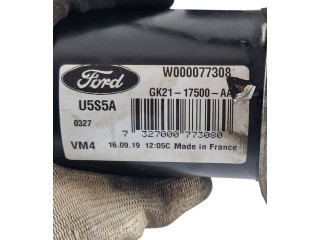 Ford
W000077308
U5S5A
GK21-17500-AA
0327
7 327000 773080
VM4
16.09.19 12:05C Made in France